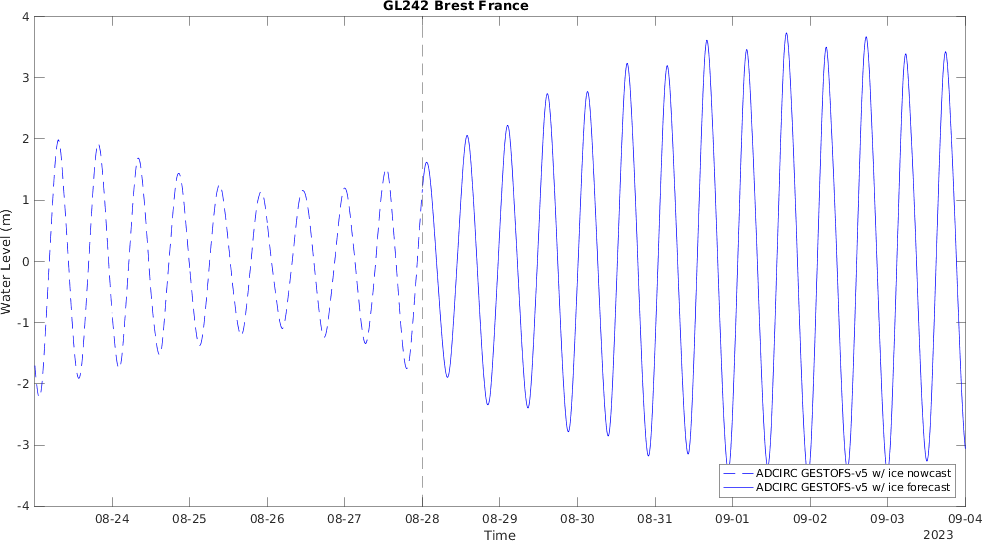 GL242 Brest France
4
3
2
1
0
-1
-2
-3
-4
Water Level (m)
ADCIRC GESTOFS-v5 w/ ice nowcast
ADCIRC GESTOFS-v5 w/ ice forecast
08-24 08-25 08-26 08-27 08-28 08-29 08-30 08-31 09-01 09-02 09-03 09-04
Time
2023